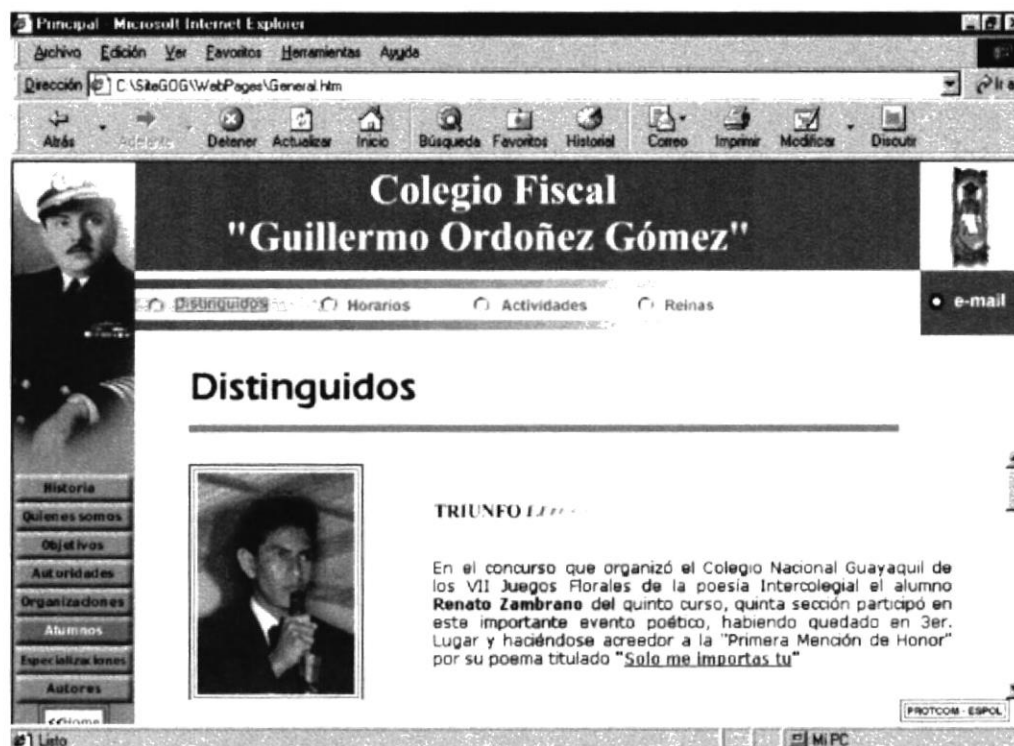 Principal - Microsoft Internet Explorer
Archivo Edición Ver Favoritos Herramientas Ayuda
Dirección C:\SiteGOG\WebPages\General.htm Ir a
Atrás Adelante Detener Actualizar Inicio Búsqueda Favoritos Historial Correo Imprimir Modificar Discutir
Colegio Fiscal
"Guillermo Ordoñez Gómez"
Distinguidos Horarios Actividades Reinas
e-mail
Distinguidos
Historia
Quienes somos
Objetivos
Autoridades
Organizaciones
Alumnos
Especializaciones
Autores
<<Home
TRIUNFO
En el concurso que organizó el Colegio Nacional Guayaquil de
los VII Juegos Florales de la poesía Intercolegial el alumno
Renato Zambrano del quinto curso, quinta sección participó en
este importante evento poético, habiendo quedado en 3er.
Lugar y haciéndose acreedor a la "Primera Mención de Honor"
por su poema titulado "Solo me importas tu"
PROTCOM - ESPOL
Listo Mi PC